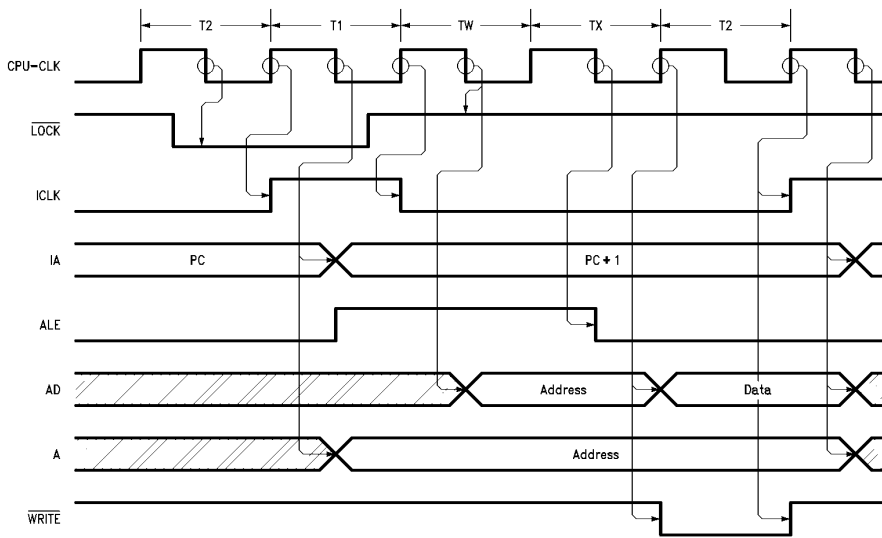 T2 T1 TW TX T2
CPU-CLK
LOCK
ICLK
IA PC PC + 1
ALE
AD Address Data
A Address
WRITE